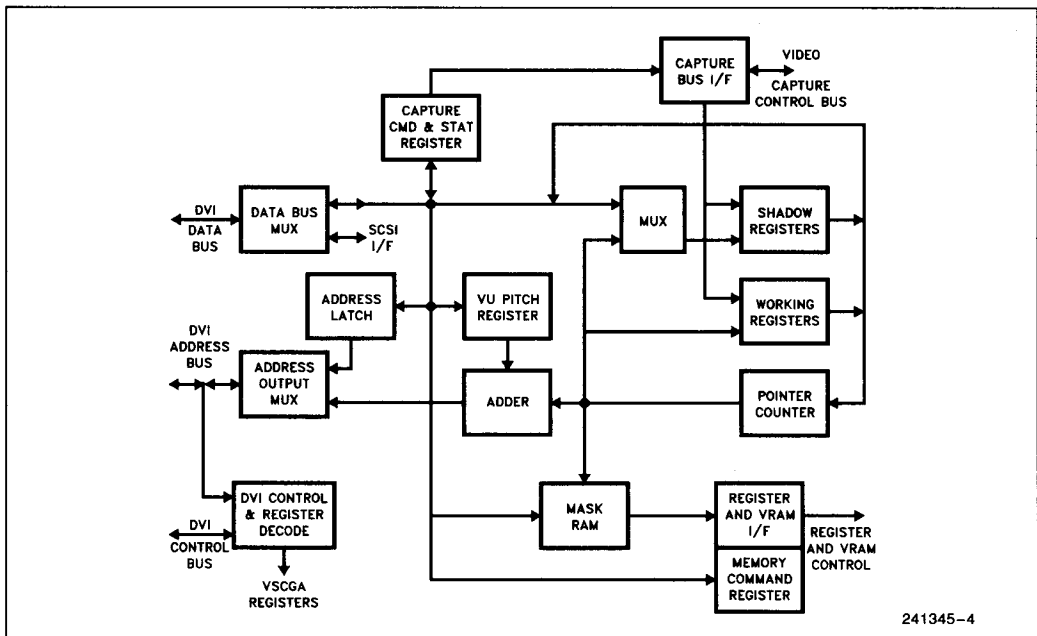 CAPTURE
BUS I/F
VIDEO
CAPTURE
CONTROL BUS
CAPTURE
CMD & STAT
REGISTER
DVI
DATA
BUS
DATA BUS
MUX
SCSI
I/F
MUX
SHADOW
REGISTERS
ADDRESS
LATCH
VU PITCH
REGISTER
WORKING
REGISTERS
DVI
ADDRESS
BUS
ADDRESS
OUTPUT
MUX
ADDER
POINTER
COUNTER
DVI
CONTROL
BUS
DVI CONTROL
& REGISTER
DECODE
VSCGA
REGISTERS
MASK
RAM
REGISTER
AND VRAM
I/F
MEMORY
COMMAND
REGISTER
REGISTER
AND VRAM
CONTROL
241345-4